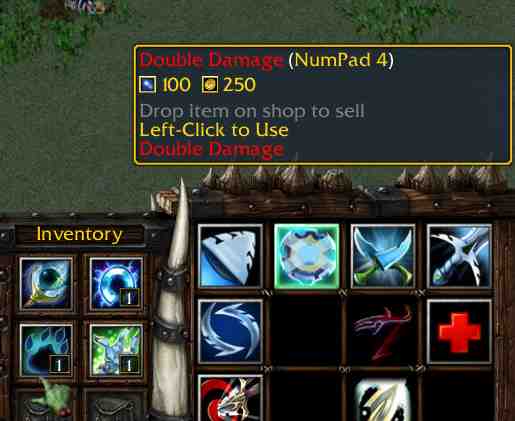 Double Damage (NumPad 4)
100 250
Drop item on shop to sell
Left-Click to Use
Double Damage
Inventory
1
1 1